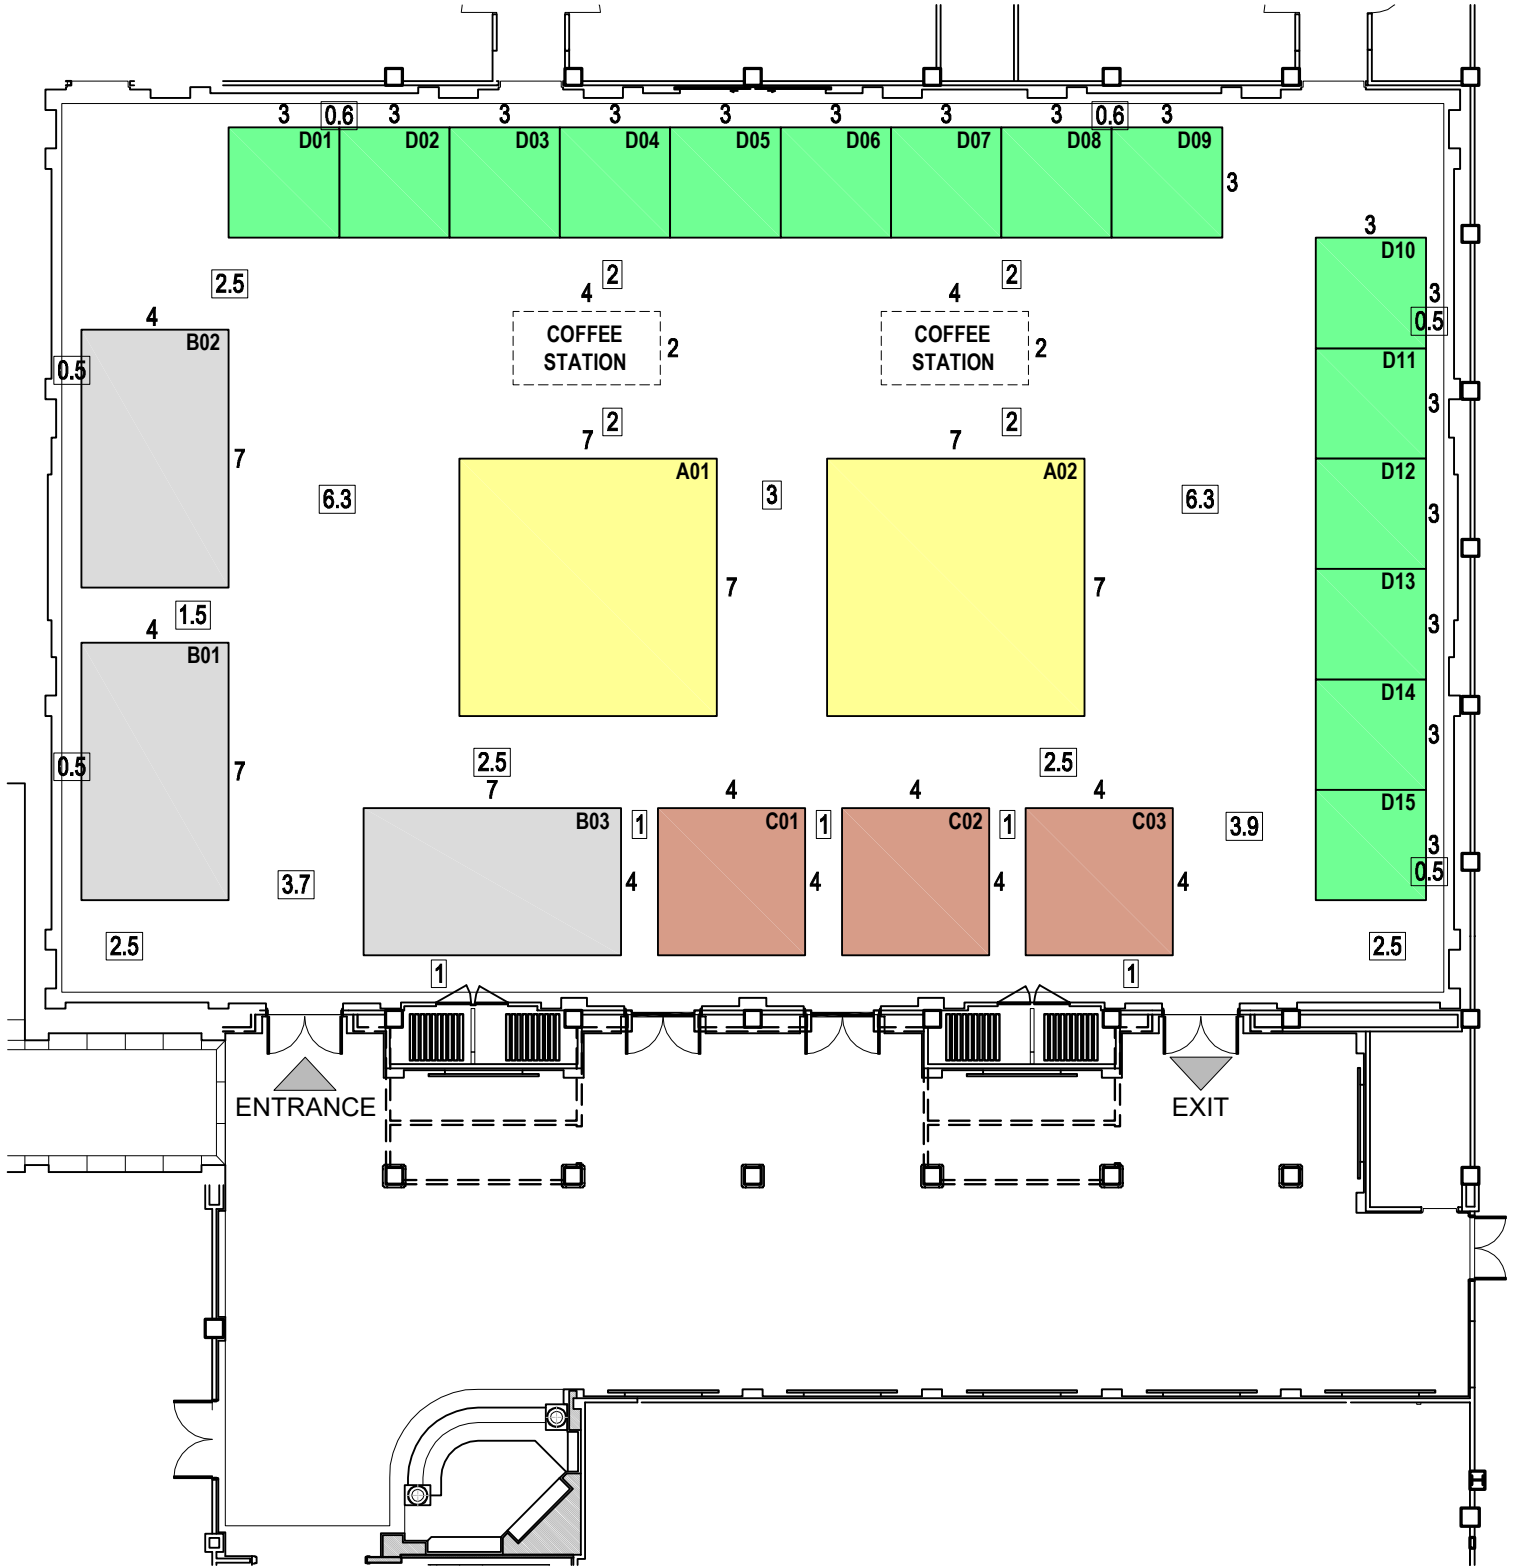 3 0.6 3 3 3 3 3 3 3 0.6 3
D01 D02 D03 D04 D05 D06 D07 D08 D09
3
3
D10
2 2
2.5
4 4
3
4
0.5
COFFEE
STATION
2
COFFEE
STATION
2
B02
D11
0.5
3
2 2
7 7
7
A01
A02
D12
3
6.3
3
6.3
D13
7
7
1.5
3
4
B01
D14
3
0.5
7
2.5
2.5
7
4 4 4
D15
B03
1
C01
1
C02
1
C03
3.9
3
0.5
3.7
4
4
4
4
2.5
2.5
1
1
ENTRANCE
EXIT